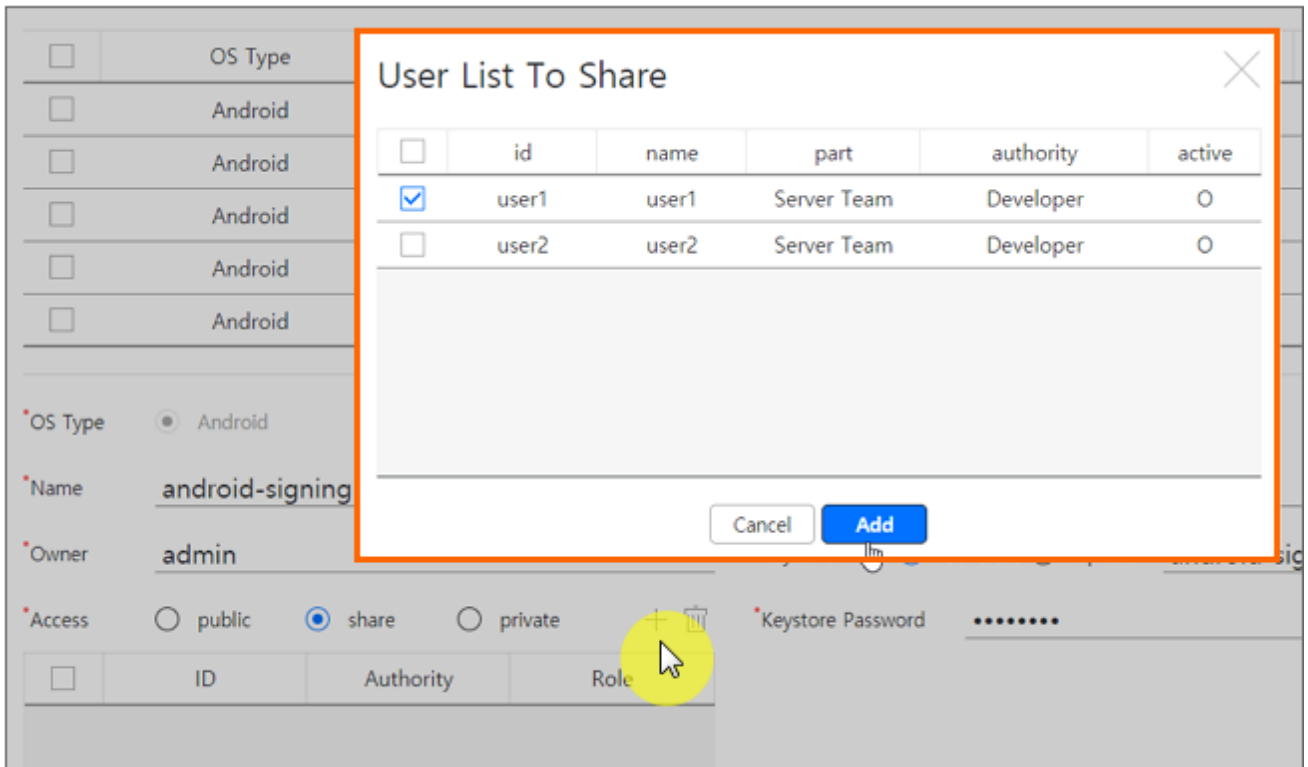 OS Type
Android
Android
Android
Android
Android
User List To Share
id name part authority active
user1 user1 Server Team Developer O
user2 user2 Server Team Developer O
Cancel Add
*OS Type Android
*Name android-signing
*Owner admin
*Access public share private *Keystore Password ••••••••
ID Authority Role